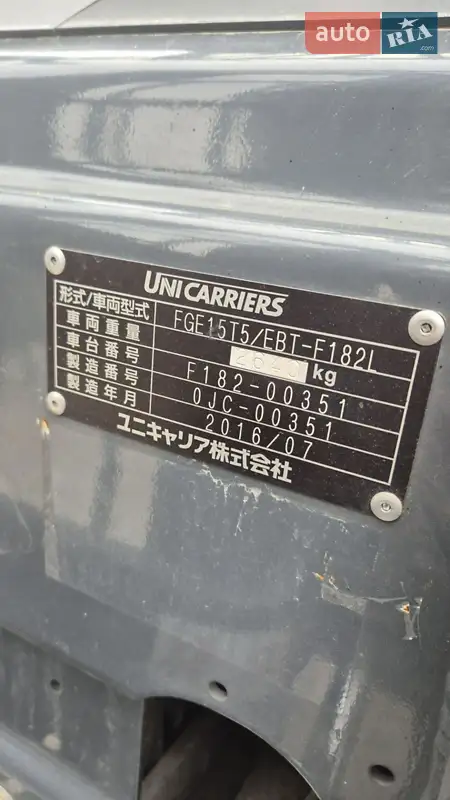 auto RIA
.com
UNICARRIERS
形式/車両型式 FGE15T5/EBT-F182L
車両重量 kg
車台番号 F182-00351
製造番号 0JC-00351
製造年月 2016/07
ユニキャリア株式会社